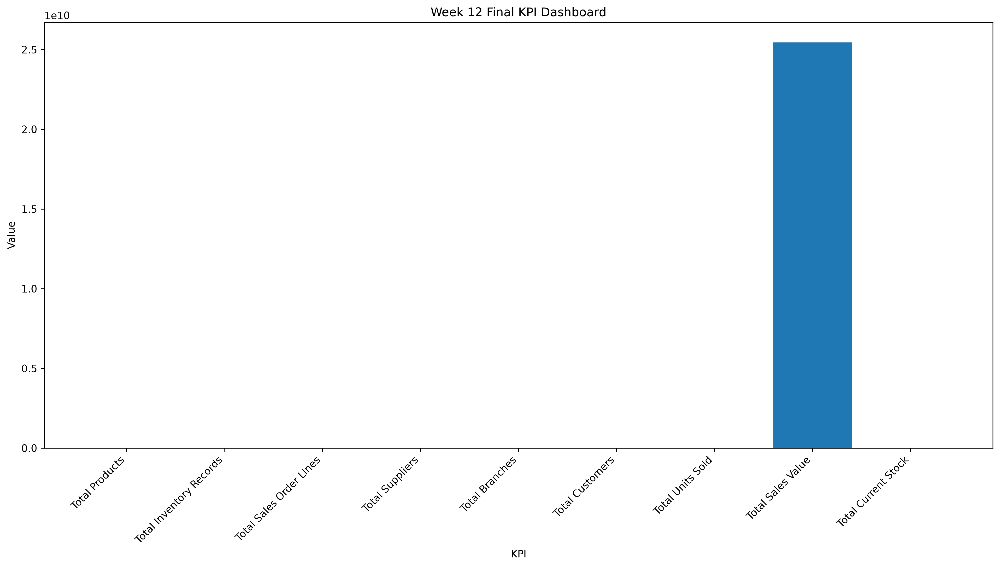 Week 12 Final KPI Dashboard
1e10
2.5
2.0
1.5
1.0
0.5
0.0
Value
Total Products
Total Inventory Records
Total Sales Order Lines
Total Suppliers
Total Branches
Total Customers
Total Units Sold
Total Sales Value
Total Current Stock
KPI